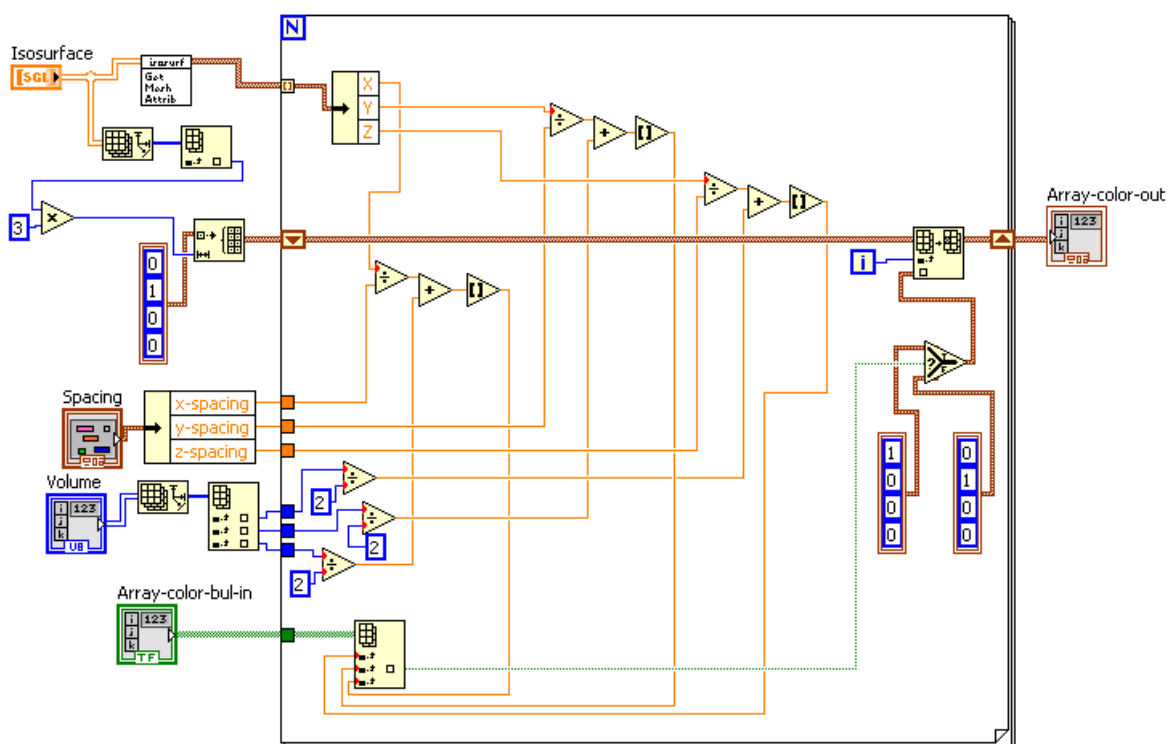 N
Isosurface
[SGL]
isosurf
Get
Mesh
Attrib
X
Y
Z
÷
+
[]
÷
+
[]
3
x
0
1
0
0
÷
+
[]
i
Array-color-out
i
j
k
123
? T
F
Spacing
x-spacing
y-spacing
z-spacing
1
0
0
0
0
1
0
0
Volume
i
j
k
123
U8
÷
2
÷
2
÷
2
Array-color-bul-in
i
j
k
123
TF